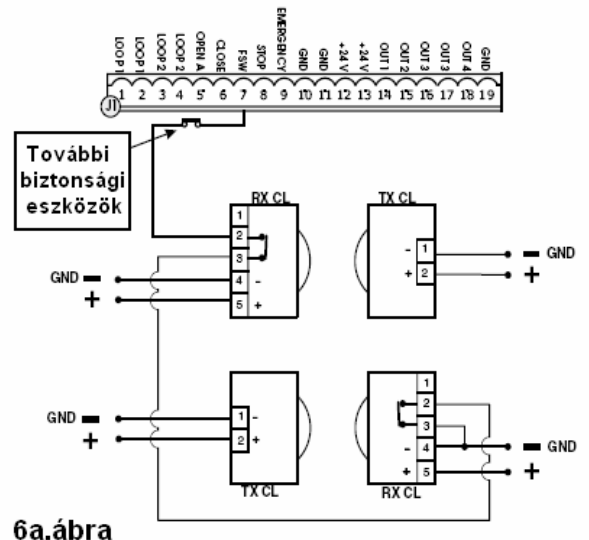 LOOP 1 LOOP 1 LOOP 2 LOOP 2 OPEN A CLOSE FSW STOP EMERGENCY GND GND +24 V +24 V OUT 1 OUT 2 OUT 3 OUT 3 OUT 4 GND
1 2 3 4 5 6 7 8 9 10 11 12 13 14 15 16 17 18 19
J1
További
biztonsági
eszközök
RX CL
1
2
3
4 -
5 +
GND -
+
TX CL
- 1
+ 2
- GND
+
GND -
+
1 -
2 +
TX CL
1
2
3
- 4
+ 5
RX CL
- GND
+
6a.ábra